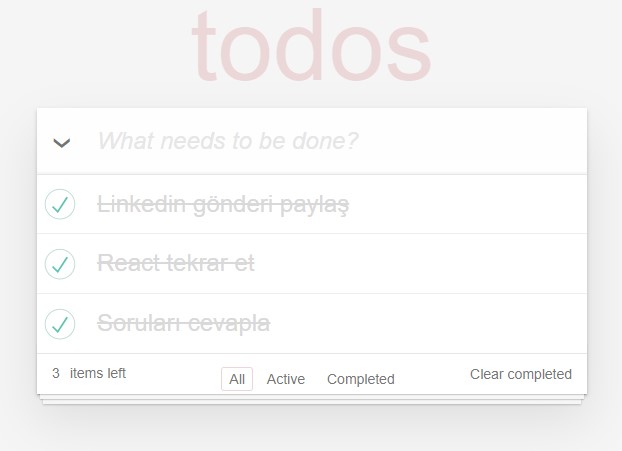 todos
What needs to be done?
Linkedin gönderi paylaş
React tekrar et
Soruları cevapla
3 items left All Active Completed Clear completed